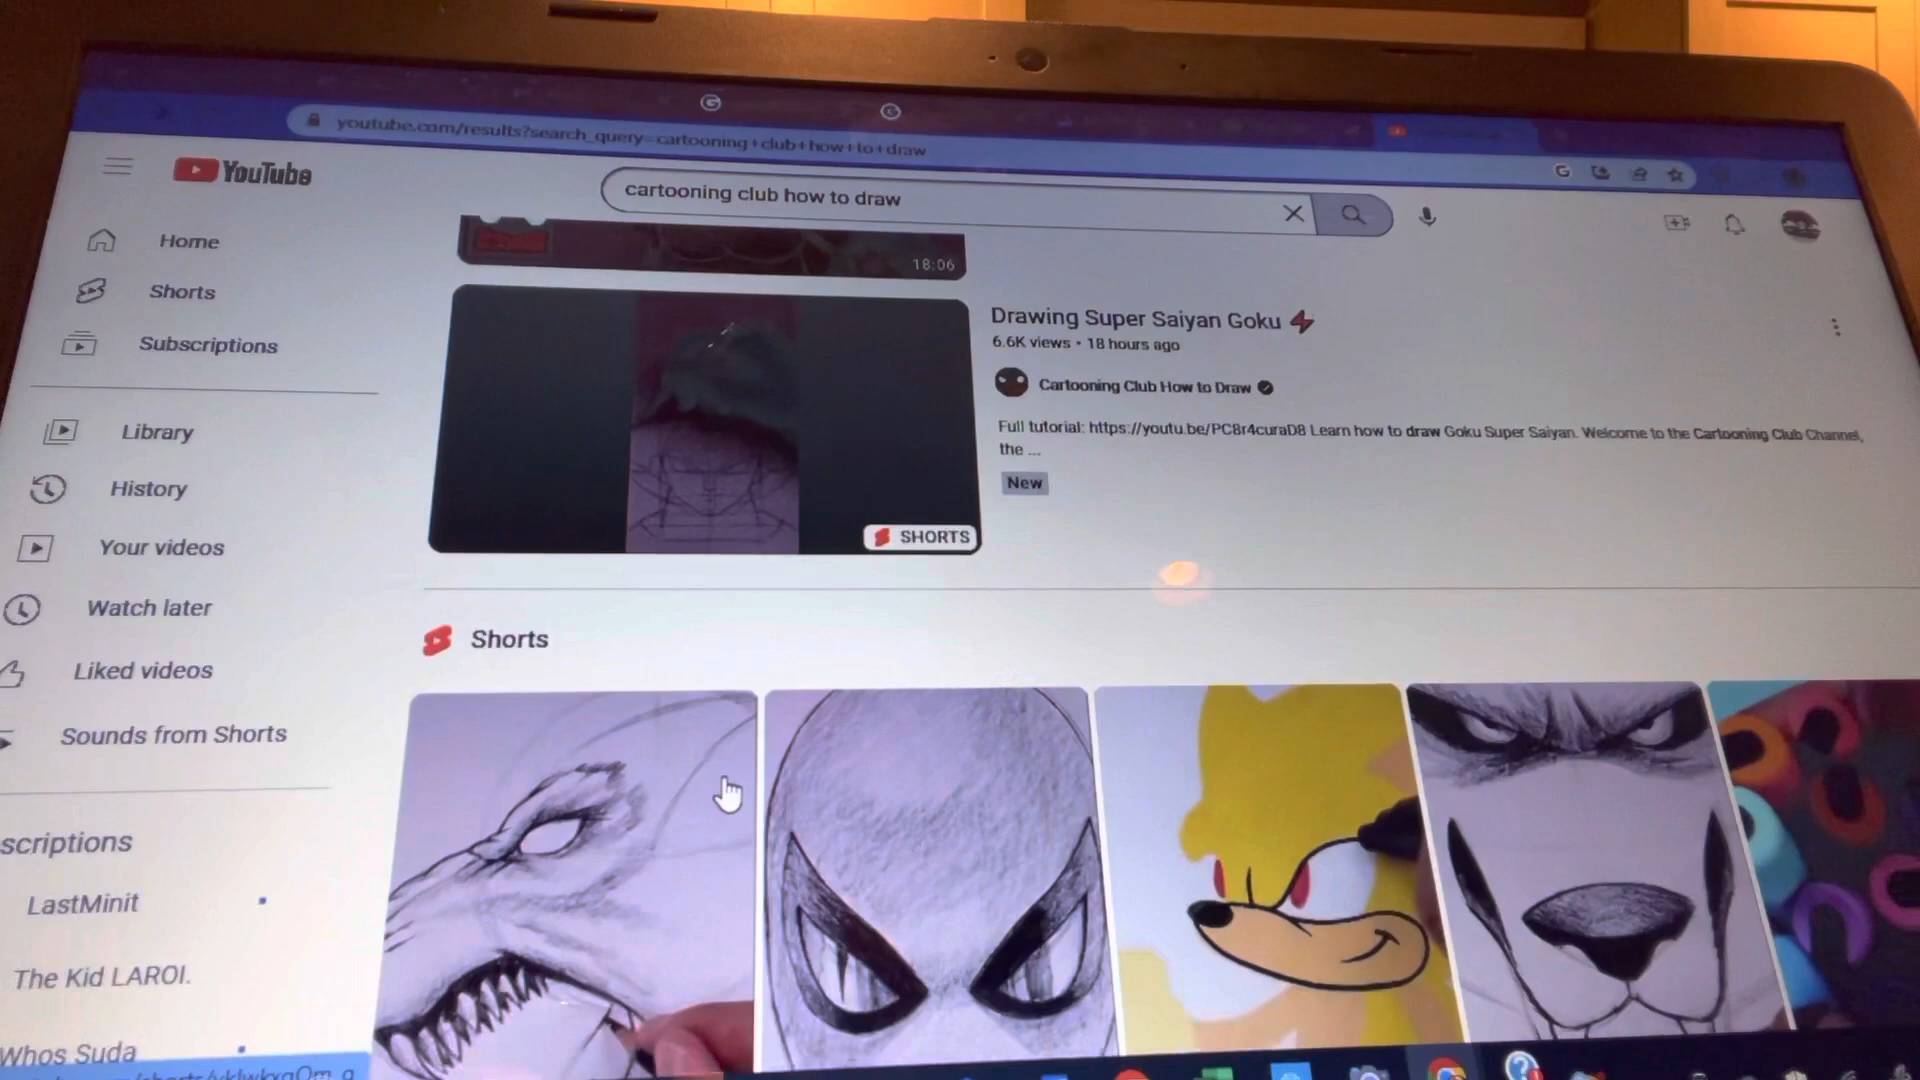 youtube.com/results?search_query=cartooning+club+how+to+draw
YouTube
cartooning club how to draw
Home
Shorts
Subscriptions
Library
History
Your videos
Watch later
Liked videos
Sounds from Shorts
scriptions
LastMinit
The Kid LAROI.
Whos Suda
18:06
SHORTS
Drawing Super Saiyan Goku
6.6K views • 18 hours ago
Cartooning Club How to Draw
Full tutorial: https://youtu.be/PC8r4curaD8 Learn how to draw Goku Super Saiyan. Welcome to the Cartooning Club Channel,
the ...
New
Shorts